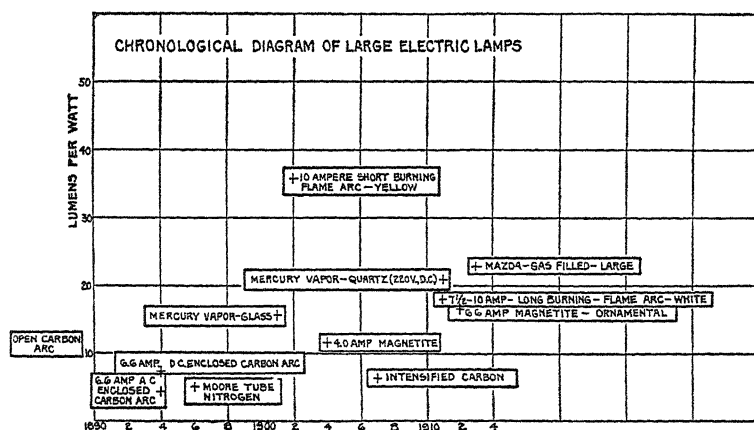 CHRONOLOGICAL DIAGRAM OF LARGE ELECTRIC LAMPS
LUMENS PER WATT
50
40
30
20
10
+10 AMPERE SHORT BURNING
FLAME ARC-YELLOW
+MAZDA-GAS FILLED-LARGE
MERCURY VAPOR-QUARTZ(220V,D.C.)+
+7½-10 AMP-LONG BURNING-FLAME ARC-WHITE
+6.6 AMP MAGNETITE-ORNAMENTAL
MERCURY VAPOR-GLASS+
OPEN CARBON
ARC
+4.0 AMP MAGNETITE
6.6 AMP. D.C. ENCLOSED CARBON ARC
6.6 AMP A C
ENCLOSED
CARBON ARC
+MOORE TUBE
NITROGEN
+INTENSIFIED CARBON
1890 2 4 6 8 1900 2 4 6 8 1910 2 4